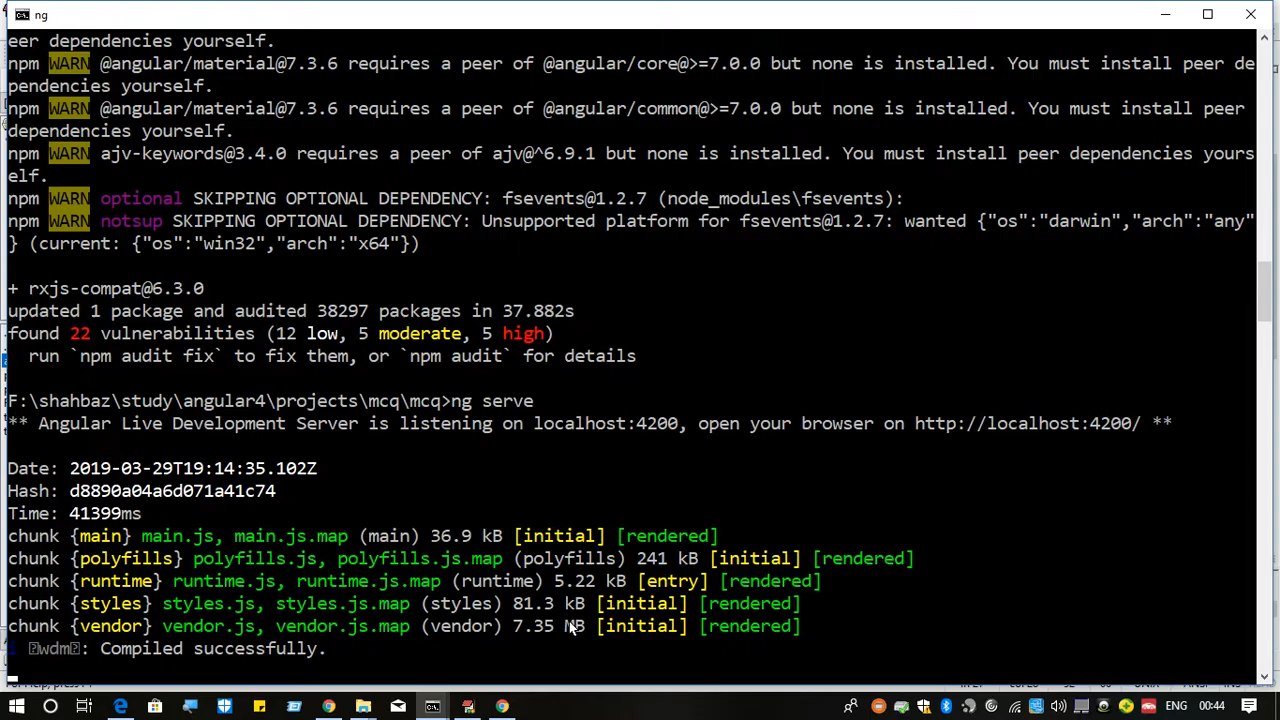 ng
eer dependencies yourself.
npm WARN @angular/material@7.3.6 requires a peer of @angular/core@>=7.0.0 but none is installed. You must install peer de
pendencies yourself.
npm WARN @angular/material@7.3.6 requires a peer of @angular/common@>=7.0.0 but none is installed. You must install peer
dependencies yourself.
npm WARN ajv-keywords@3.4.0 requires a peer of ajv@^6.9.1 but none is installed. You must install peer dependencies yours
elf.
npm WARN optional SKIPPING OPTIONAL DEPENDENCY: fsevents@1.2.7 (node_modules\fsevents):
npm WARN notsup SKIPPING OPTIONAL DEPENDENCY: Unsupported platform for fsevents@1.2.7: wanted {"os":"darwin","arch":"any"
} (current: {"os":"win32","arch":"x64"})
+ rxjs-compat@6.3.0
updated 1 package and audited 38297 packages in 37.882s
found 22 vulnerabilities (12 low, 5 moderate, 5 high)
run `npm audit fix` to fix them, or `npm audit` for details
F:\shahbaz\study\angular4\projects\mcq\mcq>ng serve
** Angular Live Development Server is listening on localhost:4200, open your browser on http://localhost:4200/ **
Date: 2019-03-29T19:14:35.102Z
Hash: d8890a04a6d071a41c74
Time: 41399ms
chunk {main} main.js, main.js.map (main) 36.9 kB [initial] [rendered]
chunk {polyfills} polyfills.js, polyfills.js.map (polyfills) 241 kB [initial] [rendered]
chunk {runtime} runtime.js, runtime.js.map (runtime) 5.22 kB [entry] [rendered]
chunk {styles} styles.js, styles.js.map (styles) 81.3 kB [initial] [rendered]
chunk {vendor} vendor.js, vendor.js.map (vendor) 7.35 MB [initial] [rendered]
wdm: Compiled successfully.
ENG 00:44